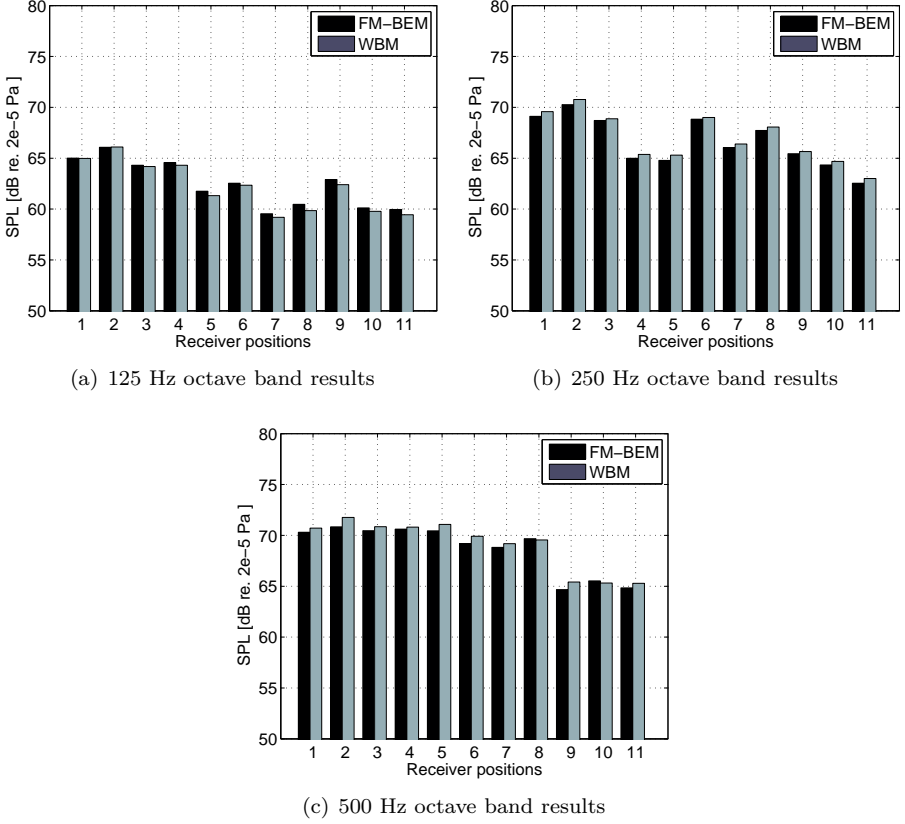 80
75
70
65
60
55
50
SPL [dB re. 2e−5 Pa ]
FM−BEM
WBM
1 2 3 4 5 6 7 8 9 10 11
Receiver positions
(a) 125 Hz octave band results
80
75
70
65
60
55
50
SPL [dB re. 2e−5 Pa ]
FM−BEM
WBM
1 2 3 4 5 6 7 8 9 10 11
Receiver positions
(b) 250 Hz octave band results
80
75
70
65
60
55
50
SPL [dB re. 2e−5 Pa ]
FM−BEM
WBM
1 2 3 4 5 6 7 8 9 10 11
Receiver positions
(c) 500 Hz octave band results